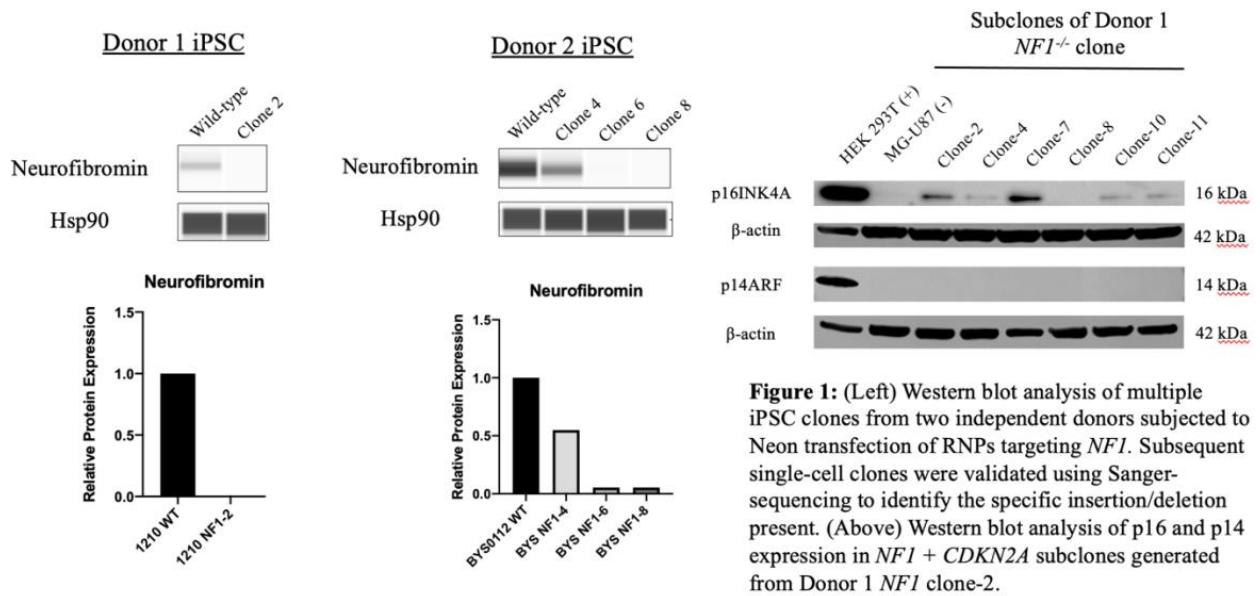 Donor 1 iPSC
Wild-type
Clone 2
Neurofibromin
Hsp90
Neurofibromin
Relative Protein Expression
1.5
1.0
0.5
0.0
1210 WT
1210 NF1-2
Donor 2 iPSC
Wild-type
Clone 4
Clone 6
Clone 8
Neurofibromin
Hsp90
Neurofibromin
Relative Protein Expression
1.5
1.0
0.5
0.0
BYS0112 WT
BYS NF1-4
BYS NF1-6
BYS NF1-8
Subclones of Donor 1
NF1-/- clone
HEK 293T (+)
MG-U87 (-)
Clone-2
Clone-4
Clone-7
Clone-8
Clone-10
Clone-11
p16INK4A
16 kDa
β-actin
42 kDa
p14ARF
14 kDa
β-actin
42 kDa
Figure 1: (Left) Western blot analysis of multiple
iPSC clones from two independent donors subjected to
Neon transfection of RNPs targeting NF1. Subsequent
single-cell clones were validated using Sanger-
sequencing to identify the specific insertion/deletion
present. (Above) Western blot analysis of p16 and p14
expression in NF1 + CDKN2A subclones generated
from Donor 1 NF1 clone-2.